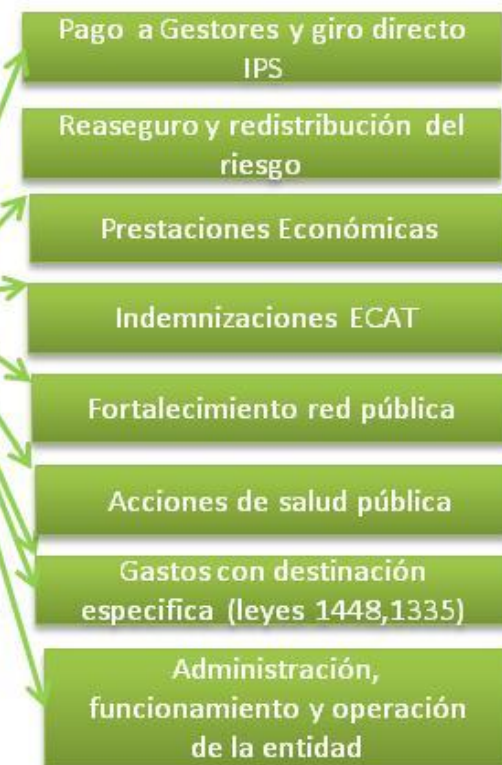 Pago a Gestores y giro directo
IPS
Reaseguro y redistribución del
riesgo
Prestaciones Económicas
Indemnizaciones ECAT
Fortalecimiento red pública
Acciones de salud pública
Gastos con destinación
especifica (leyes 1448,1335)
Administración,
funcionamiento y operación
de la entidad